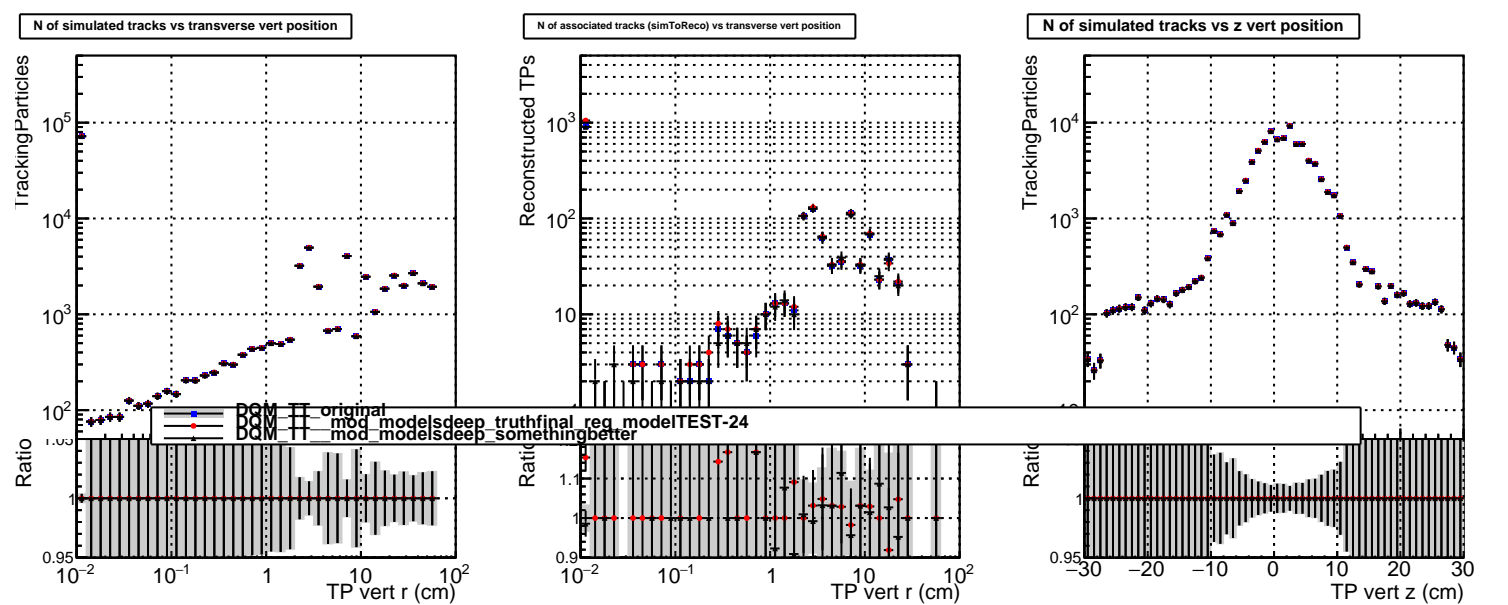 N of simulated tracks vs transverse vert position
N of associated tracks (simToReco) vs transverse vert position
N of simulated tracks vs z vert position
TrackingParticles
10^5
10^4
10^3
10^2
Reconstructed TPs
10^3
10^2
10
1
TrackingParticles
10^4
10^3
10^2
DQM_TT_original
DQM_TT__mod_modelsdeep_truthfinal_reg_modelTEST-24
DQM_TT__mod_modelsdeep_somethingbetter
Ratio
1.05
1
0.95
10^−2 10^−1 1 10 10^2
TP vert r (cm)
Ratio
1.1
1
0.9
10^−2 10^−1 1 10 10^2
TP vert r (cm)
Ratio
1
0.95
−30 −20 −10 0 10 20 30
TP vert z (cm)